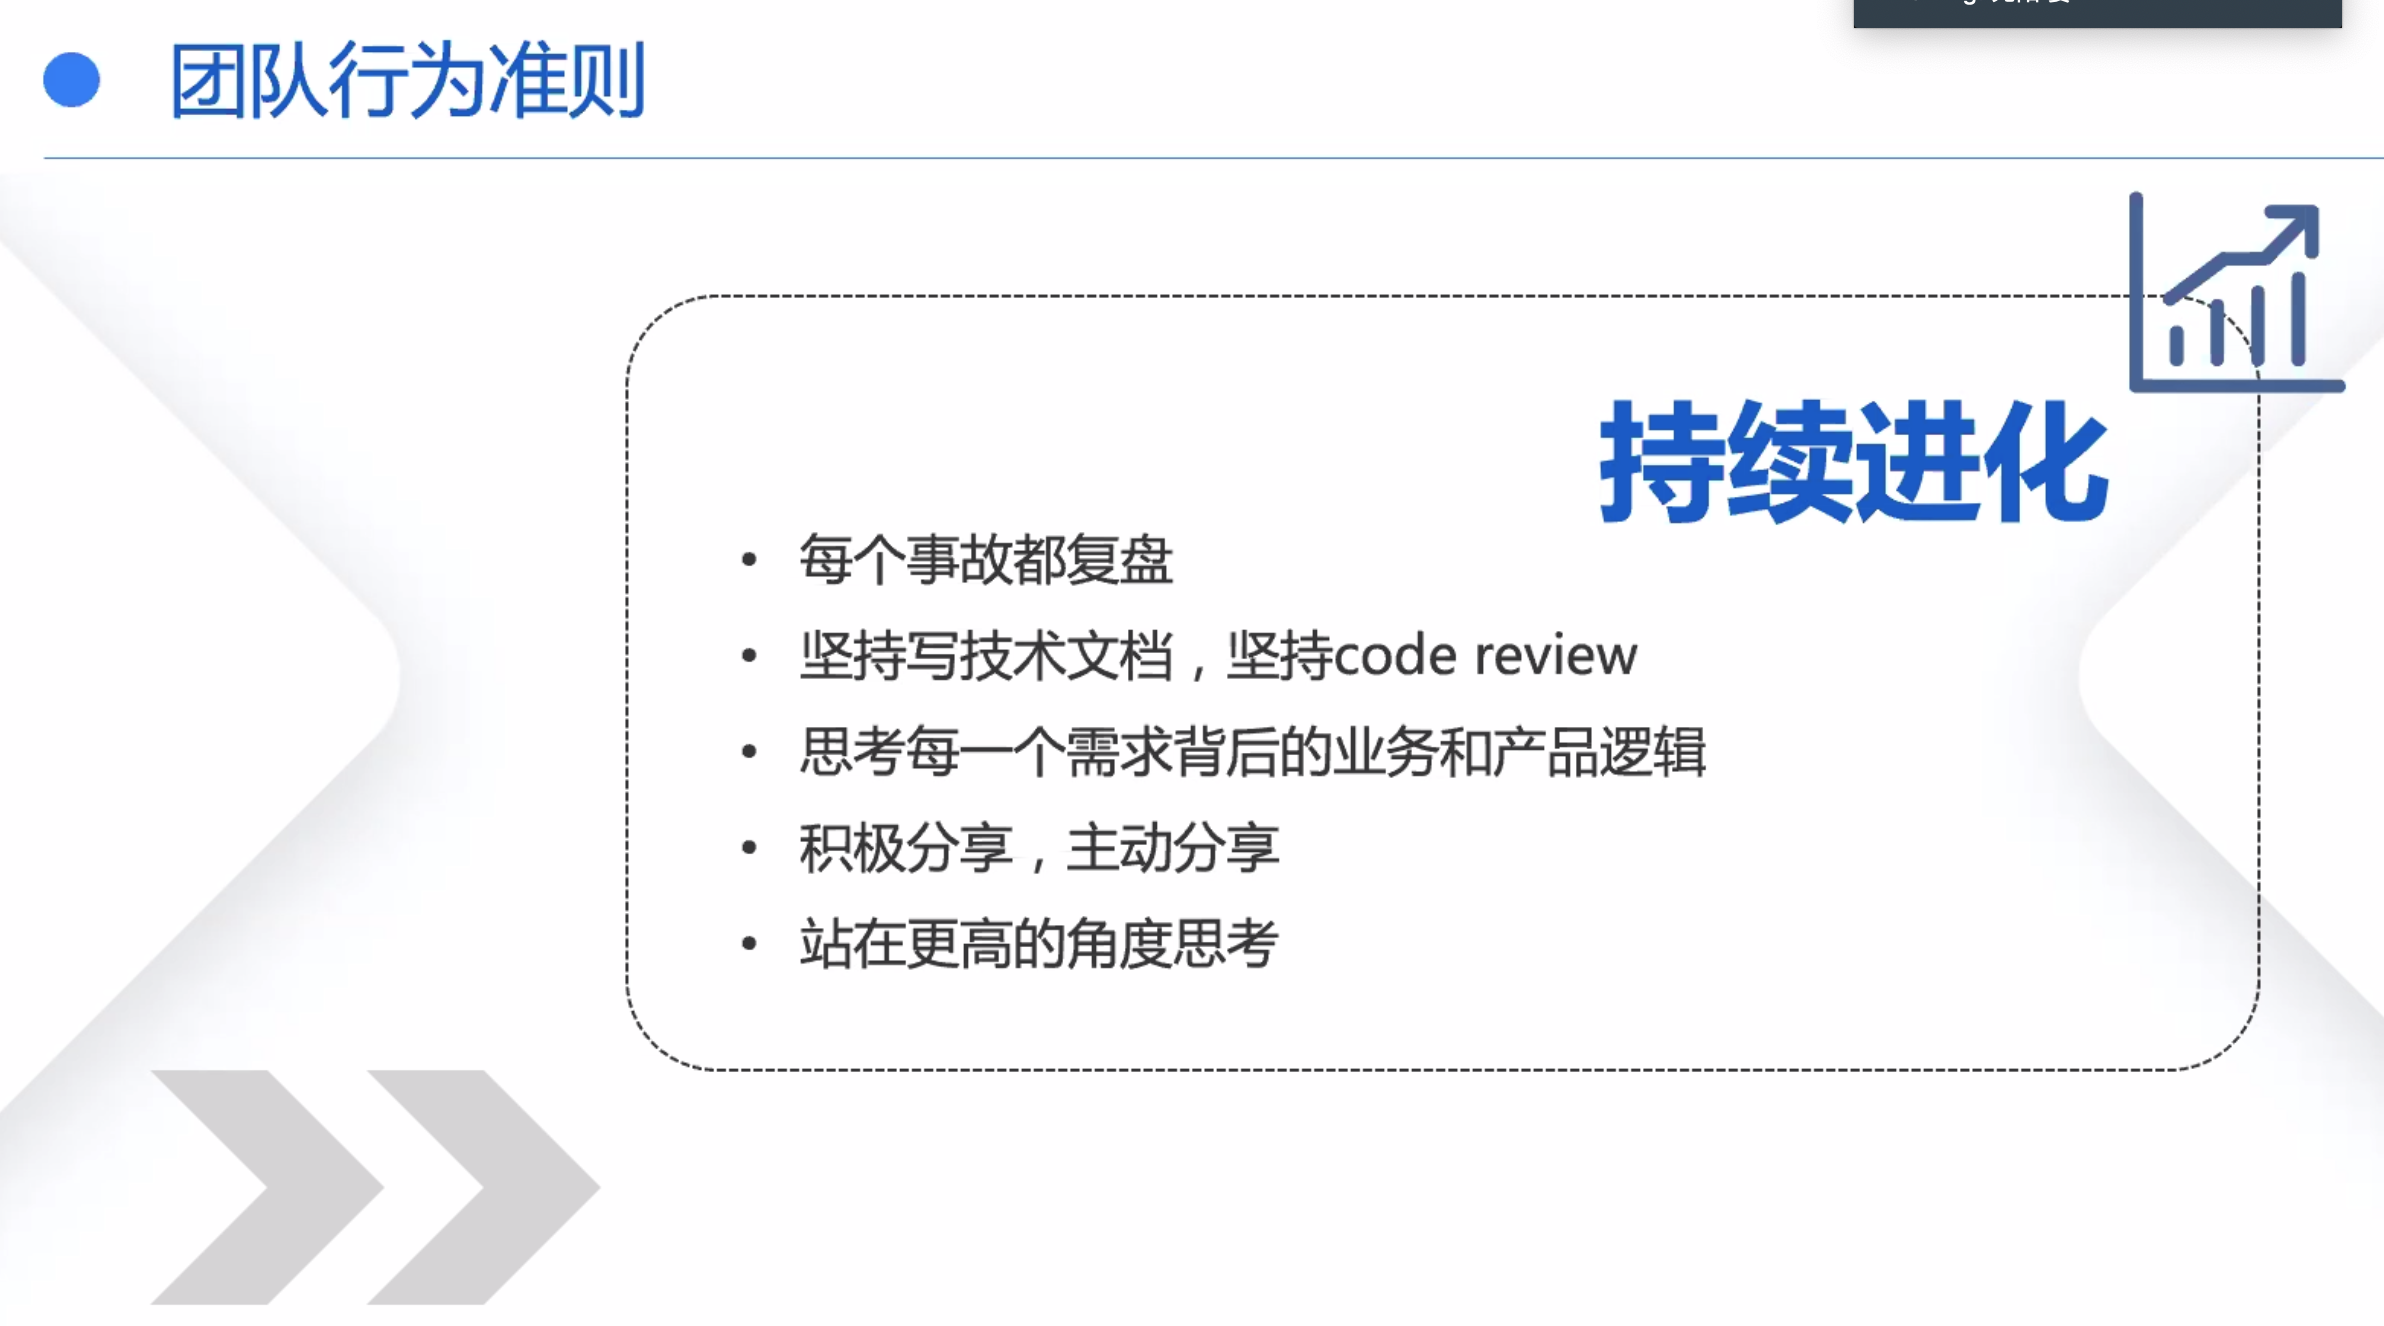 团队行为准则
持续进化
• 每个事故都复盘
• 坚持写技术文档，坚持code review
• 思考每一个需求背后的业务和产品逻辑
• 积极分享，主动分享
• 站在更高的角度思考